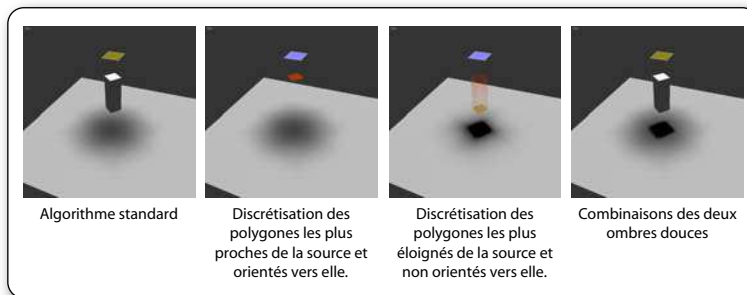 Algorithme standard
Discrétisation des
polygones les plus
proches de la source et
orientés vers elle.
Discrétisation des
polygones les plus
éloignés de la source et
non orientés vers elle.
Combinaisons des deux
ombres douces